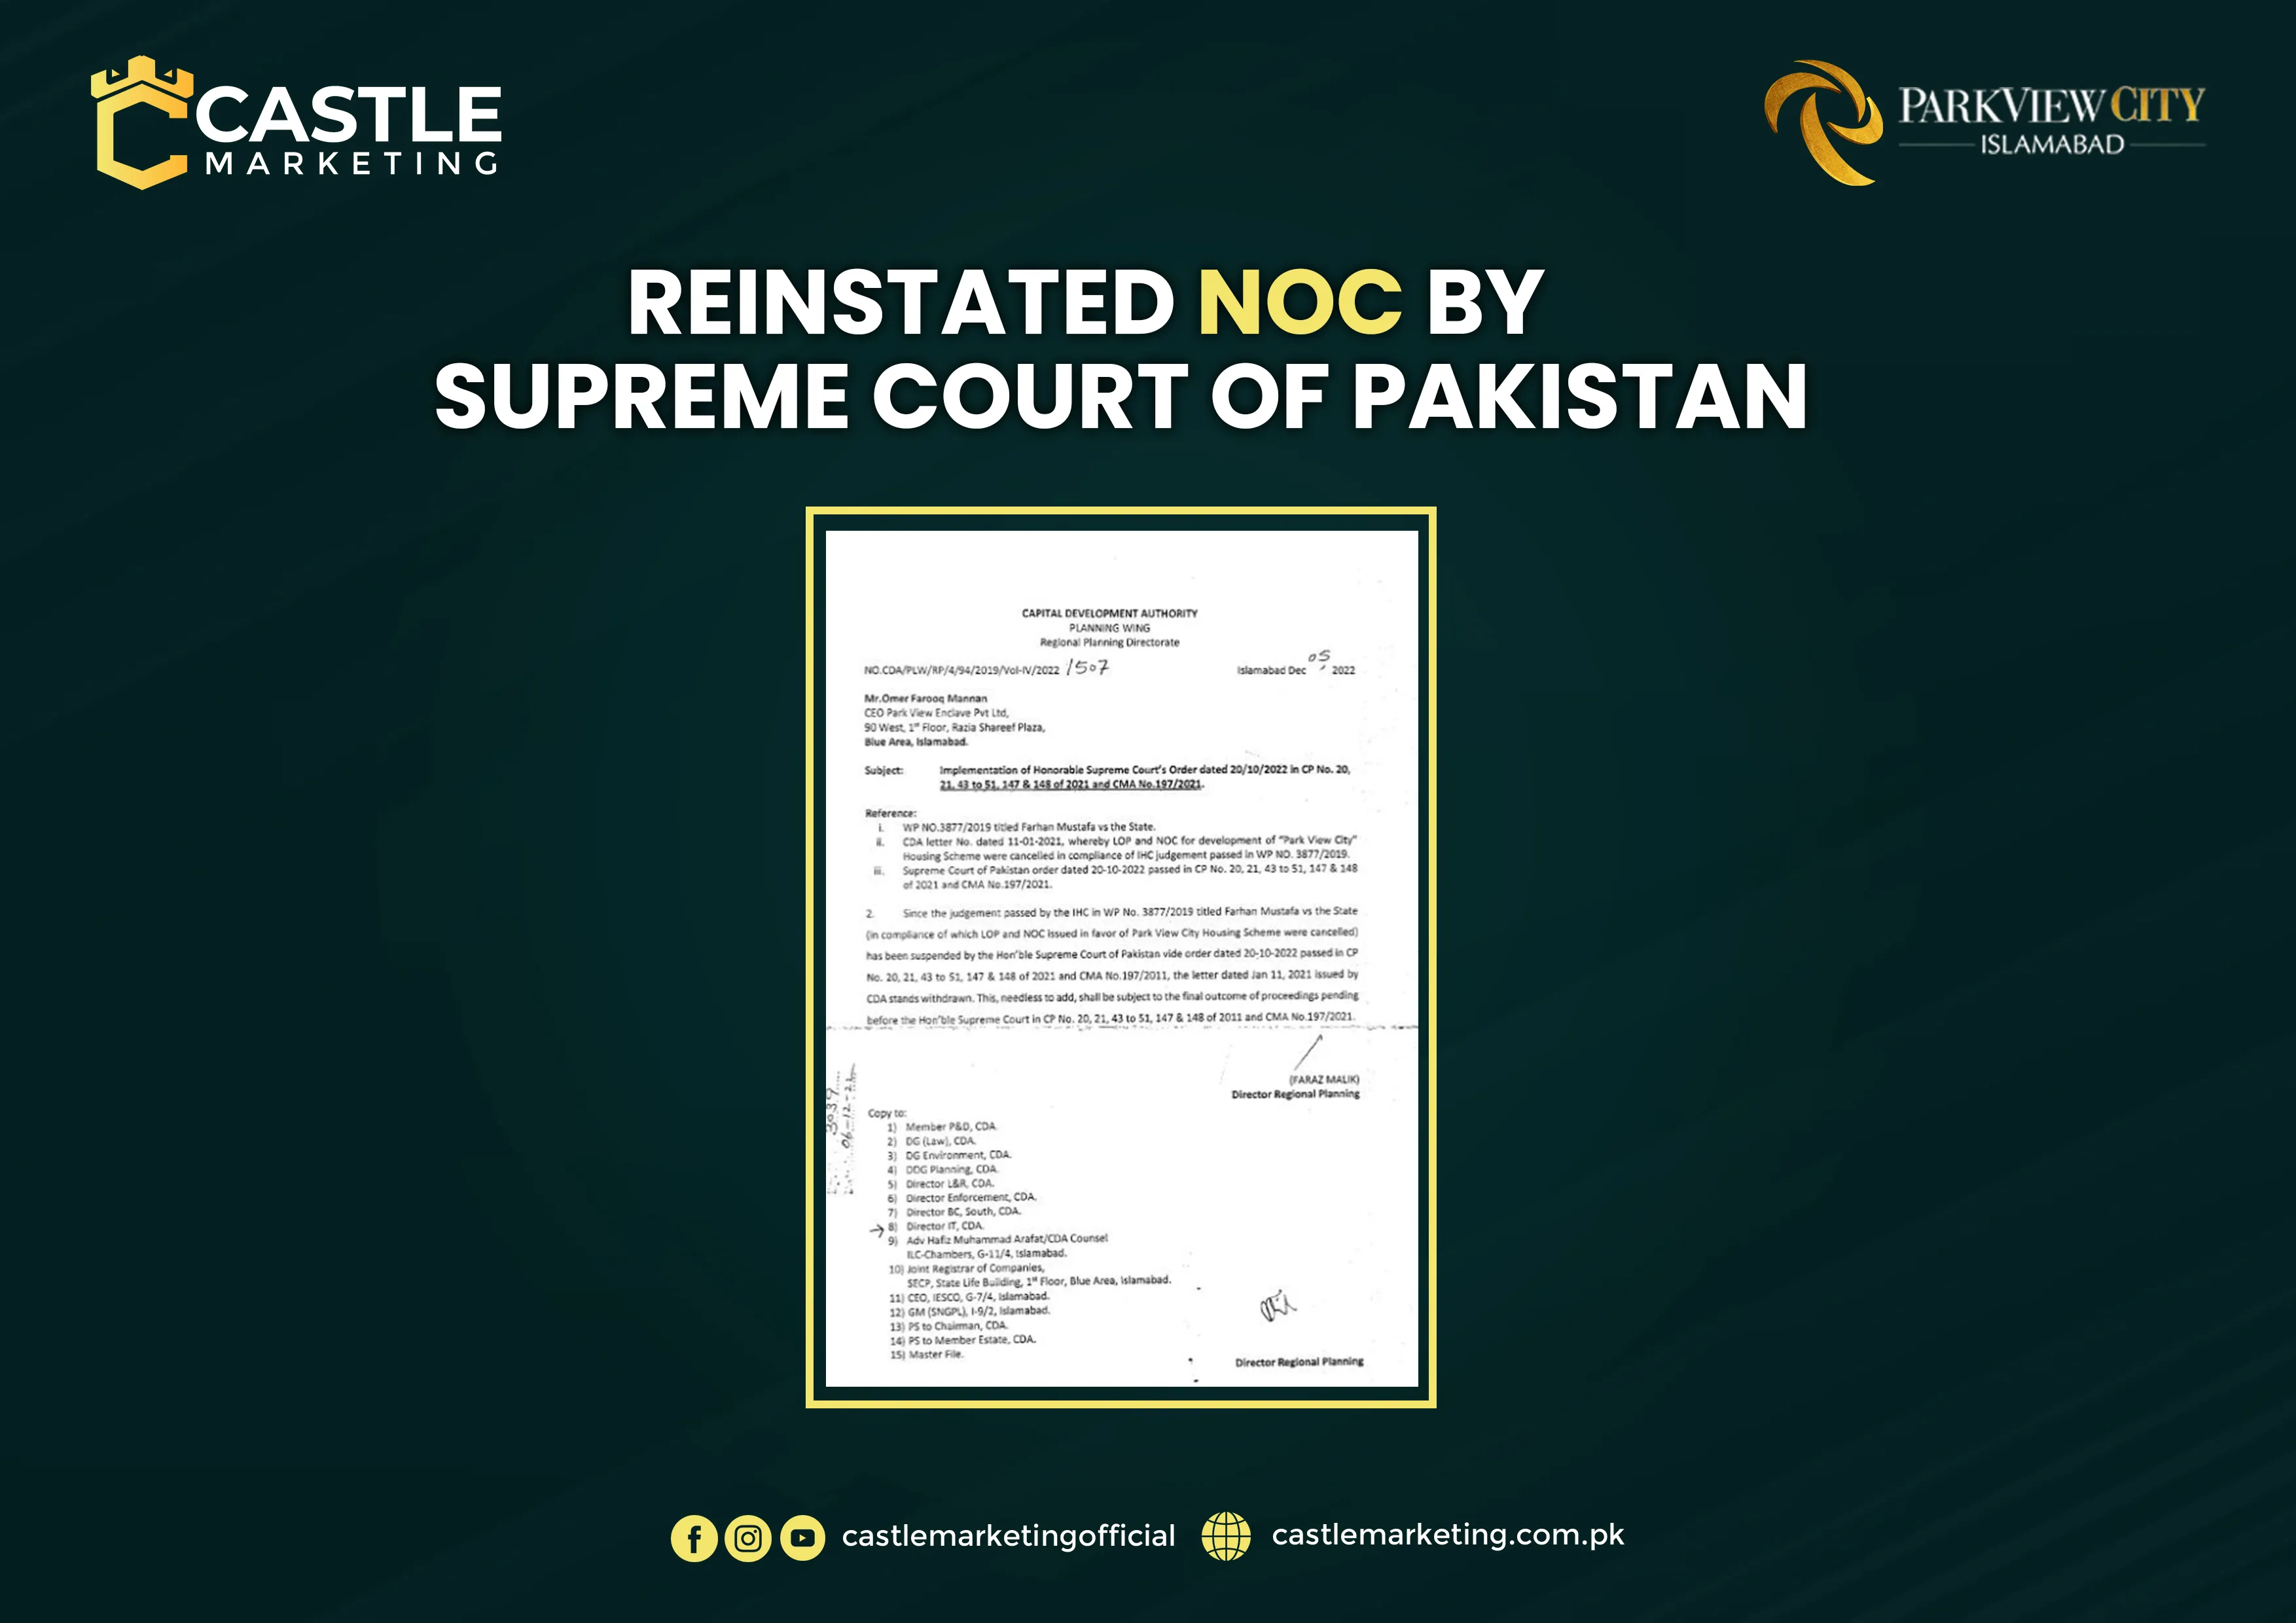 CASTLE
MARKETING
PARKVIEW CITY
ISLAMABAD
REINSTATED NOC BY
SUPREME COURT OF PAKISTAN
CAPITAL DEVELOPMENT AUTHORITY
PLANNING WING
Regional Planning Directorate
NO.CDA/PLW/RP/4/94/2019/Vol-IV/2022 /1507
Islamabad Dec 05, 2022
Mr.Omer Farooq Mannan
CEO Park View Enclave Pvt Ltd,
90 West, 1st Floor, Razia Shareef Plaza,
Blue Area, Islamabad.
Subject: Implementation of Honorable Supreme Court's Order dated 20/10/2022 in CP No. 20,
21, 43 to 51, 147 & 148 of 2021 and CMA No.197/2021.
Reference:
i. WP NO.3877/2019 titled Farhan Mustafa vs the State.
ii. CDA letter No. dated 11-01-2021, whereby LOP and NOC for development of "Park View City"
Housing Scheme were cancelled in compliance of IHC judgement passed in WP NO. 3877/2019.
iii. Supreme Court of Pakistan order dated 20-10-2022 passed in CP No. 20, 21, 43 to 51, 147 & 148
of 2021 and CMA No.197/2021.
2. Since the judgement passed by the IHC in WP No. 3877/2019 titled Farhan Mustafa vs the State
(in compliance of which LOP and NOC issued in favor of Park View City Housing Scheme were cancelled)
has been suspended by the Hon'ble Supreme Court of Pakistan vide order dated 20-10-2022 passed in CP
No. 20, 21, 43 to 51, 147 & 148 of 2021 and CMA No.197/2011, the letter dated Jan 11, 2021 issued by
CDA stands withdrawn. This, needless to add, shall be subject to the final outcome of proceedings pending
before the Hon'ble Supreme Court in CP No. 20, 21, 43 to 51, 147 & 148 of 2011 and CMA No.197/2021.
(FARAZ MALIK)
Director Regional Planning
3039
06-12-22
Copy to:
1) Member P&D, CDA.
2) DG (Law), CDA.
3) DG Environment, CDA.
4) DDG Planning, CDA.
5) Director L&R, CDA.
6) Director Enforcement, CDA.
7) Director BC, South, CDA.
8) Director IT, CDA.
9) Adv Hafiz Muhammad Arafat/CDA Counsel
ILC-Chambers, G-11/4, Islamabad.
10) Joint Registrar of Companies,
SECP, State Life Building, 1st Floor, Blue Area, Islamabad.
11) CEO, IESCO, G-7/4, Islamabad.
12) GM (SNGPL), I-9/2, Islamabad.
13) PS to Chairman, CDA.
14) PS to Member Estate, CDA.
15) Master File.
Director Regional Planning
castlemarketingofficial
castlemarketing.com.pk